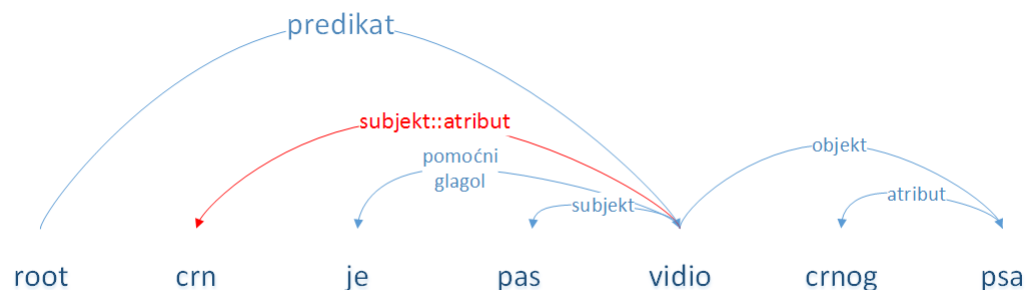 predikat
subjekt::atribut
pomoćni
glagol
subjekt
objekt
atribut
root crn je pas vidio crnog psa